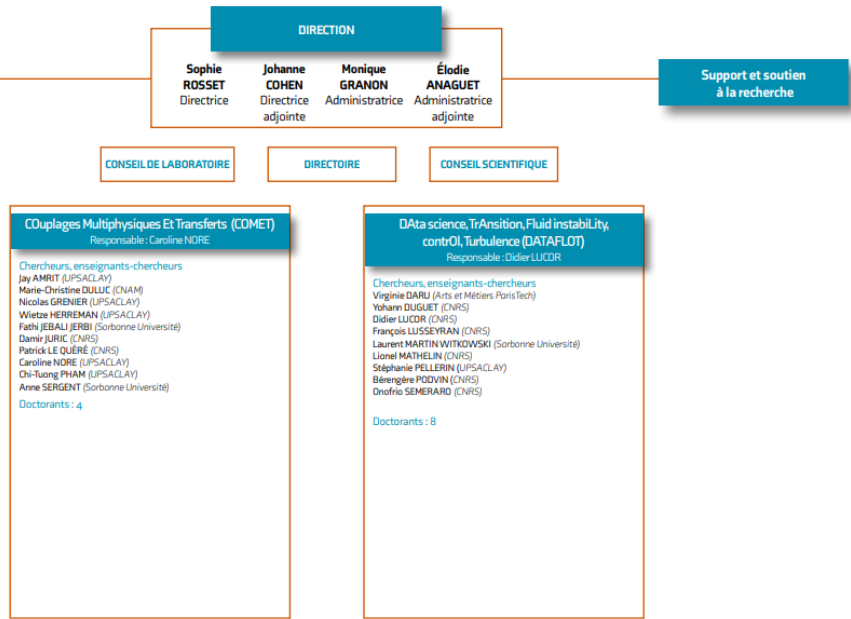 DIRECTION
Sophie ROSSET
Directrice
Johanne COHEN
Directrice adjointe
Monique GRANON
Administratrice
Élodie ANAGUET
Administratrice adjointe
Support et soutien
à la recherche
CONSEIL DE LABORATOIRE
DIRECTOIRE
CONSEIL SCIENTIFIQUE
COuplages Multiphysiques Et Transferts (COMET)
Responsable : Caroline NORE
Chercheurs, enseignants-chercheurs
Jay AMRIT (UPSACLAY)
Marie-Christine DULUC (CNAM)
Nicolas GRENIER (UPSACLAY)
Wietze HERREMAN (UPSACLAY)
Fathi JEBALI JERBI (Sorbonne Université)
Damir JURIC (CNRS)
Patrick LE QUÉRÉ (CNRS)
Caroline NORE (UPSACLAY)
Chi-Tuong PHAM (UPSACLAY)
Anne SERGENT (Sorbonne Université)
Doctorants : 4
DAta science, TrAnsition, Fluid instabiLity,
contrOl, Turbulence (DATAFLOT)
Responsable : Didier LUCOR
Chercheurs, enseignants-chercheurs
Virginie DARU (Arts et Métiers ParisTech)
Yohann DUGUET (CNRS)
Didier LUCOR (CNRS)
François LUSSEYRAN (CNRS)
Laurent MARTIN WITKOWSKI (Sorbonne Université)
Lionel MATHELIN (CNRS)
Stéphanie PELLERIN (UPSACLAY)
Bérengère PODVIN (CNRS)
Onofrio SEMERARO (CNRS)
Doctorants : 8